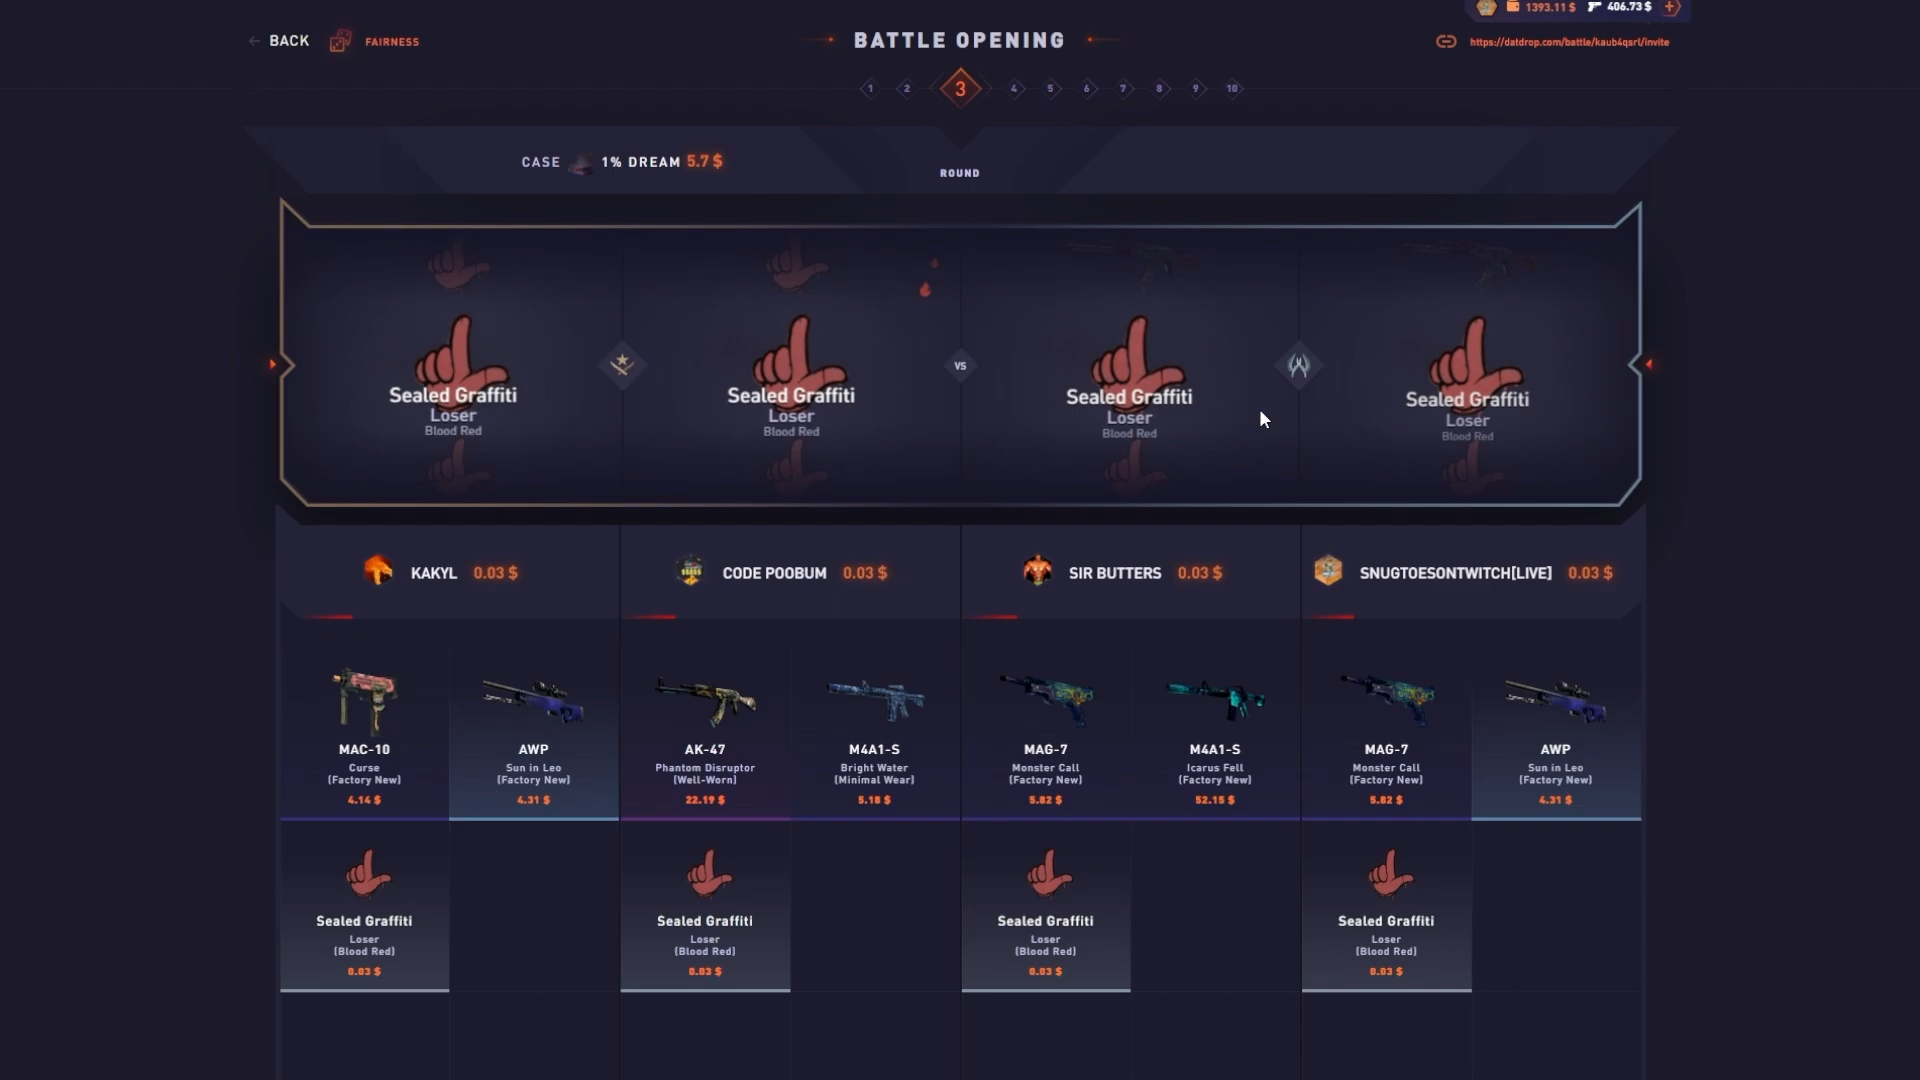 1393.11 $ 406.73 $
BACK FAIRNESS
BATTLE OPENING
https://datdrop.com/battle/kaub4qsrl/invite
1 2 3 4 5 6 7 8 9 10
CASE 1% DREAM 5.7 $
ROUND
Sealed Graffiti
Loser
Blood Red
Sealed Graffiti
Loser
Blood Red
VS
Sealed Graffiti
Loser
Blood Red
Sealed Graffiti
Loser
Blood Red
KAKYL 0.03 $
CODE POOBUM 0.03 $
SIR BUTTERS 0.03 $
SNUGTOESONTWITCH[LIVE] 0.03 $
MAC-10
Curse
(Factory New)
4.14 $
AWP
Sun in Leo
(Factory New)
4.31 $
AK-47
Phantom Disruptor
(Well-Worn)
22.19 $
M4A1-S
Bright Water
(Minimal Wear)
5.18 $
MAG-7
Monster Call
(Factory New)
5.82 $
M4A1-S
Icarus Fell
(Factory New)
52.15 $
MAG-7
Monster Call
(Factory New)
5.82 $
AWP
Sun in Leo
(Factory New)
4.31 $
Sealed Graffiti
Loser
(Blood Red)
0.03 $
Sealed Graffiti
Loser
(Blood Red)
0.03 $
Sealed Graffiti
Loser
(Blood Red)
0.03 $
Sealed Graffiti
Loser
(Blood Red)
0.03 $